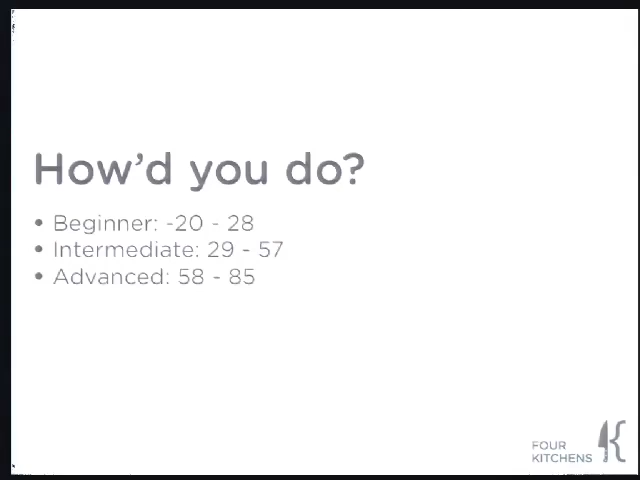 How'd you do?
• Beginner: -20 - 28
• Intermediate: 29 - 57
• Advanced: 58 - 85
FOUR
KITCHENS